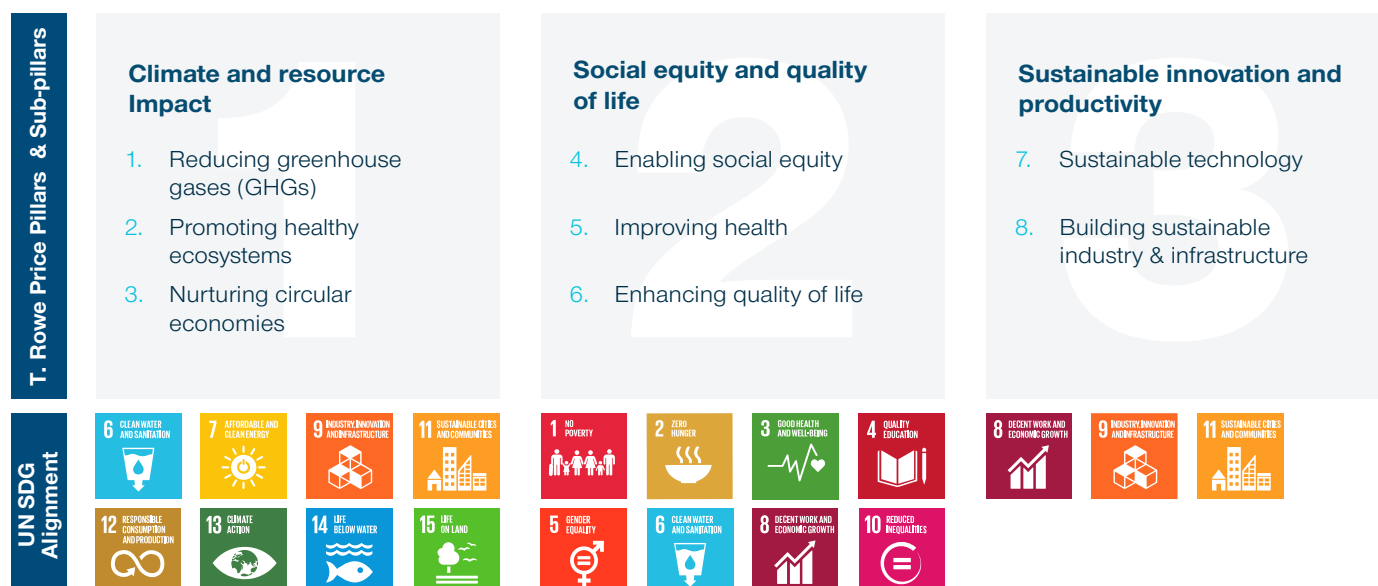 T. Rowe Price Pillars & Sub-pillars
1
Climate and resource
Impact
1. Reducing greenhouse
gases (GHGs)
2. Promoting healthy
ecosystems
3. Nurturing circular
economies
2
Social equity and quality
of life
4. Enabling social equity
5. Improving health
6. Enhancing quality of life
3
Sustainable innovation and
productivity
7. Sustainable technology
8. Building sustainable
industry & infrastructure
UN SDG
Alignment
6 CLEAN WATER
AND SANITATION
7 AFFORDABLE AND
CLEAN ENERGY
9 INDUSTRY, INNOVATION
AND INFRASTRUCTURE
11 SUSTAINABLE CITIES
AND COMMUNITIES
12 RESPONSIBLE
CONSUMPTION
AND PRODUCTION
13 CLIMATE
ACTION
14 LIFE
BELOW WATER
15 LIFE
ON LAND
1 NO
POVERTY
2 ZERO
HUNGER
3 GOOD HEALTH
AND WELL-BEING
4 QUALITY
EDUCATION
5 GENDER
EQUALITY
6 CLEAN WATER
AND SANITATION
8 DECENT WORK AND
ECONOMIC GROWTH
10 REDUCED
INEQUALITIES
8 DECENT WORK AND
ECONOMIC GROWTH
9 INDUSTRY, INNOVATION
AND INFRASTRUCTURE
11 SUSTAINABLE CITIES
AND COMMUNITIES